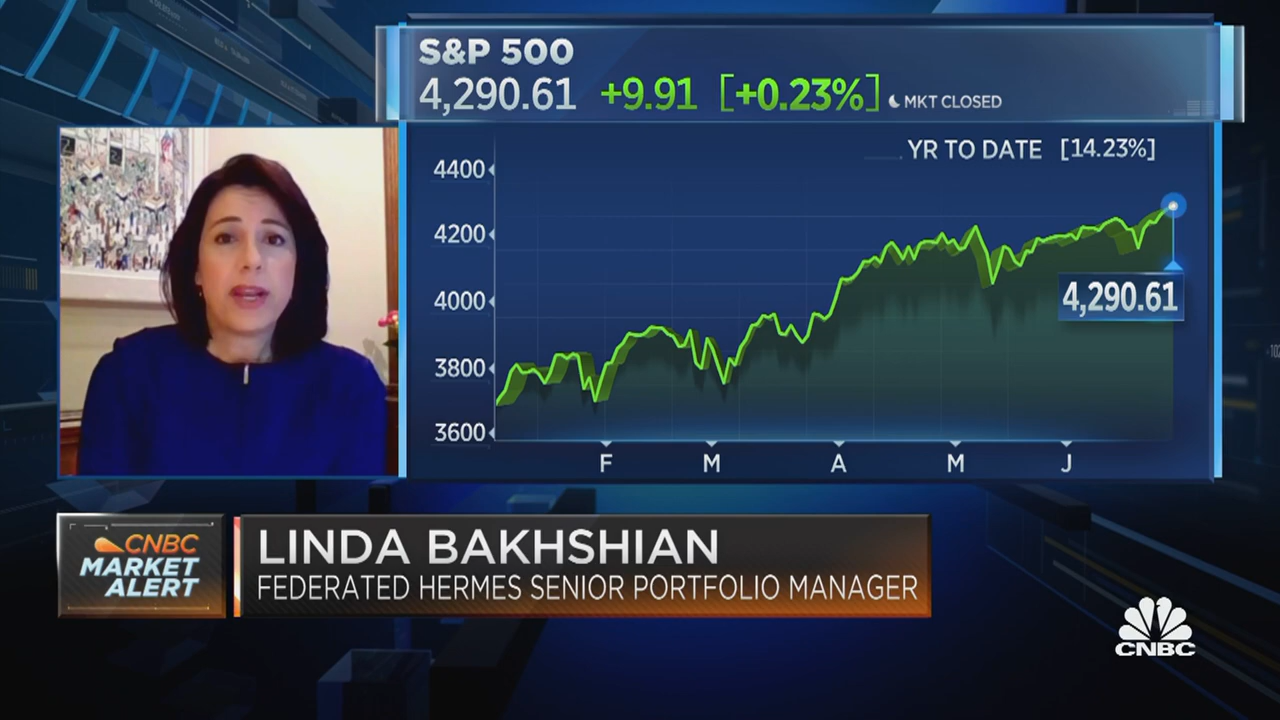 S&P 500
4,290.61 +9.91 [+0.23%] MKT CLOSED
YR TO DATE [14.23%]
4400
4200
4000
3800
3600
4,290.61
F M A M J
CNBC
MARKET
ALERT
LINDA BAKHSHIAN
FEDERATED HERMES SENIOR PORTFOLIO MANAGER
CNBC